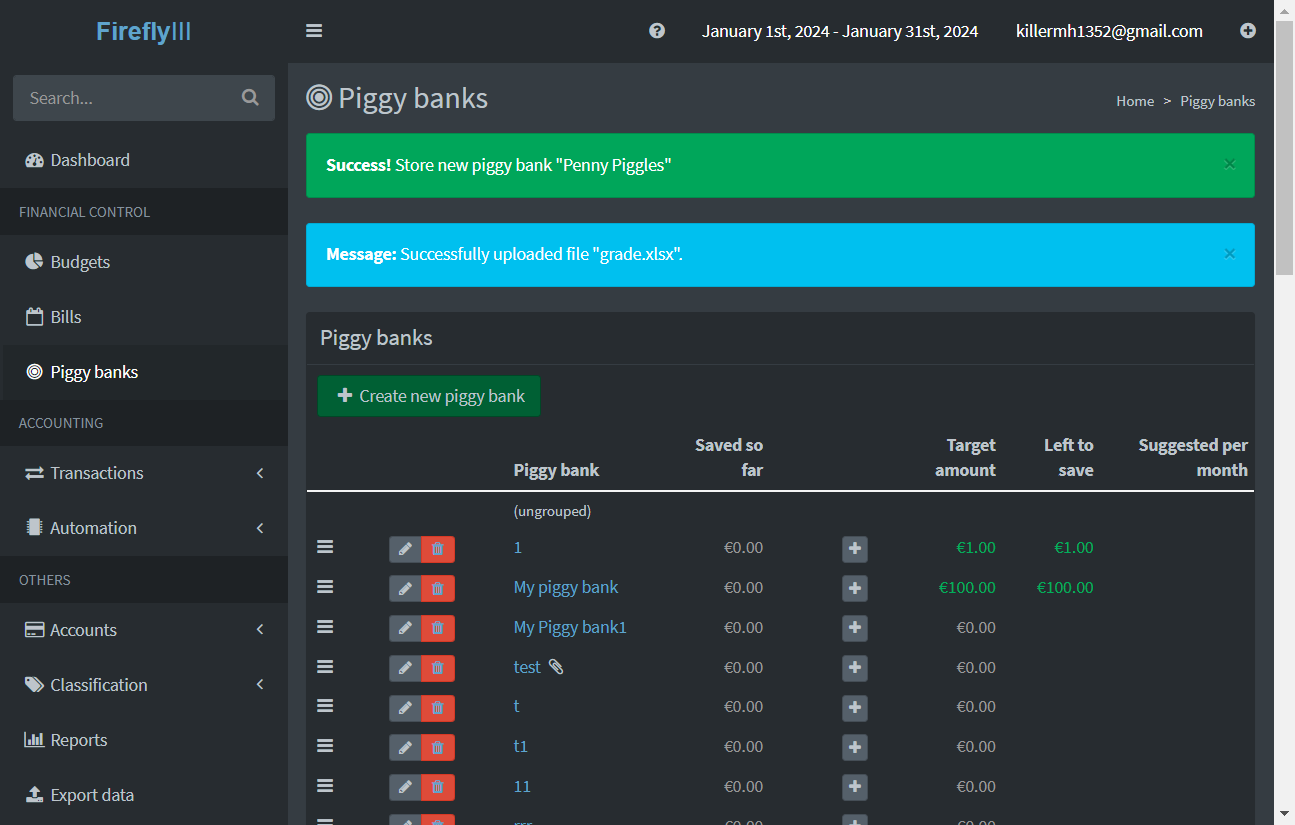 FireflyIII
January 1st, 2024 - January 31st, 2024
killermh1352@gmail.com
Search...
Dashboard
FINANCIAL CONTROL
Budgets
Bills
Piggy banks
ACCOUNTING
Transactions
Automation
OTHERS
Accounts
Classification
Reports
Export data
Piggy banks
Home > Piggy banks
Success! Store new piggy bank "Penny Piggles" ×
Message: Successfully uploaded file "grade.xlsx". ×
Piggy banks
Create new piggy bank
Piggy bank Saved so far Target amount Left to save Suggested per month
(ungrouped)
1 €0.00 €1.00 €1.00
My piggy bank €0.00 €100.00 €100.00
My Piggy bank1 €0.00 €0.00
test €0.00 €0.00
t €0.00 €0.00
t1 €0.00 €0.00
11 €0.00 €0.00
€0.00 €0.00